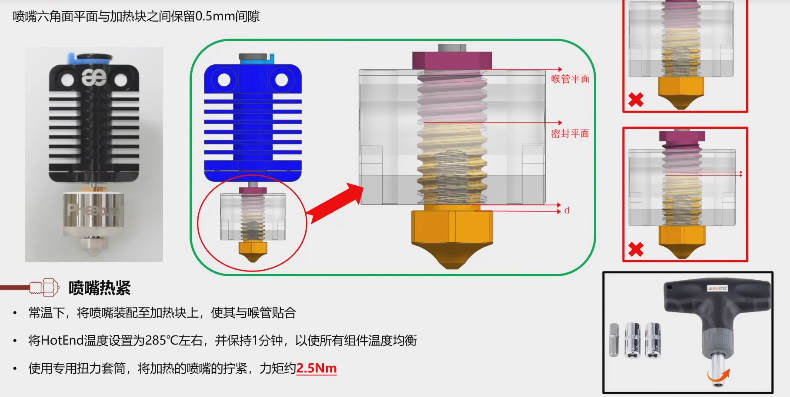 喷嘴六角面平面与加热块之间保留0.5mm间隙
喉管平面
密封平面
d
喷嘴热紧
• 常温下，将喷嘴装配至加热块上，使其与喉管贴合
• 将HotEnd温度设置为285℃左右，并保持1分钟，以使所有组件温度均衡
• 使用专用扭力套筒，将加热的喷嘴的拧紧，力矩约2.5Nm